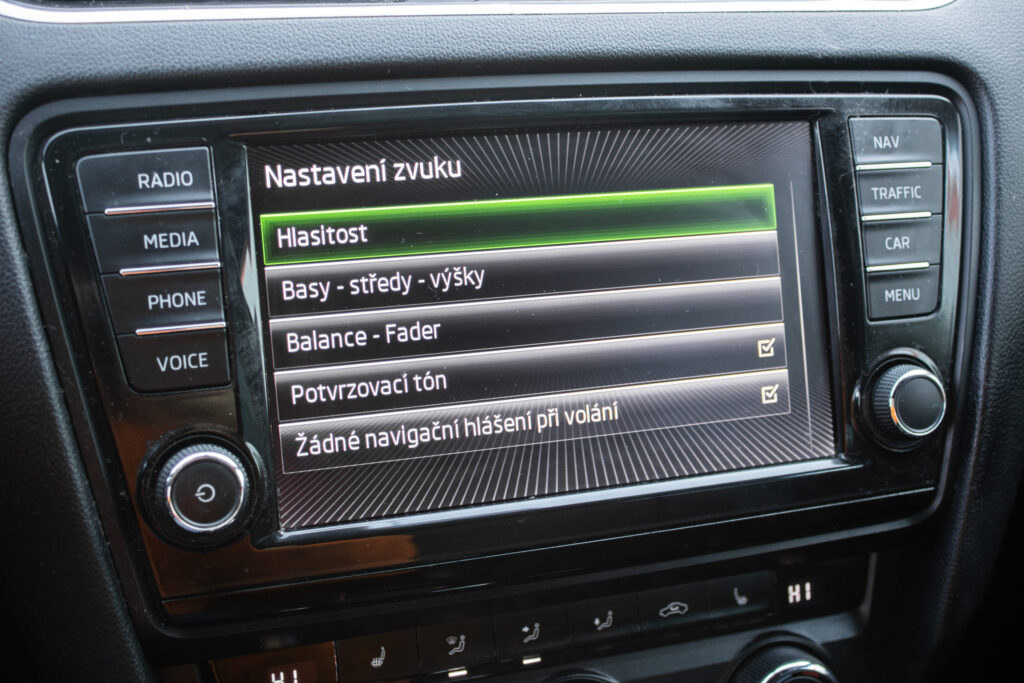 Nastavení zvuku
Hlasitost
Basy - středy - výšky
Balance - Fader
Potvrzovací tón
Žádné navigační hlášení při volání
RADIO
MEDIA
PHONE
VOICE
NAV
TRAFFIC
CAR
MENU
HI
HI